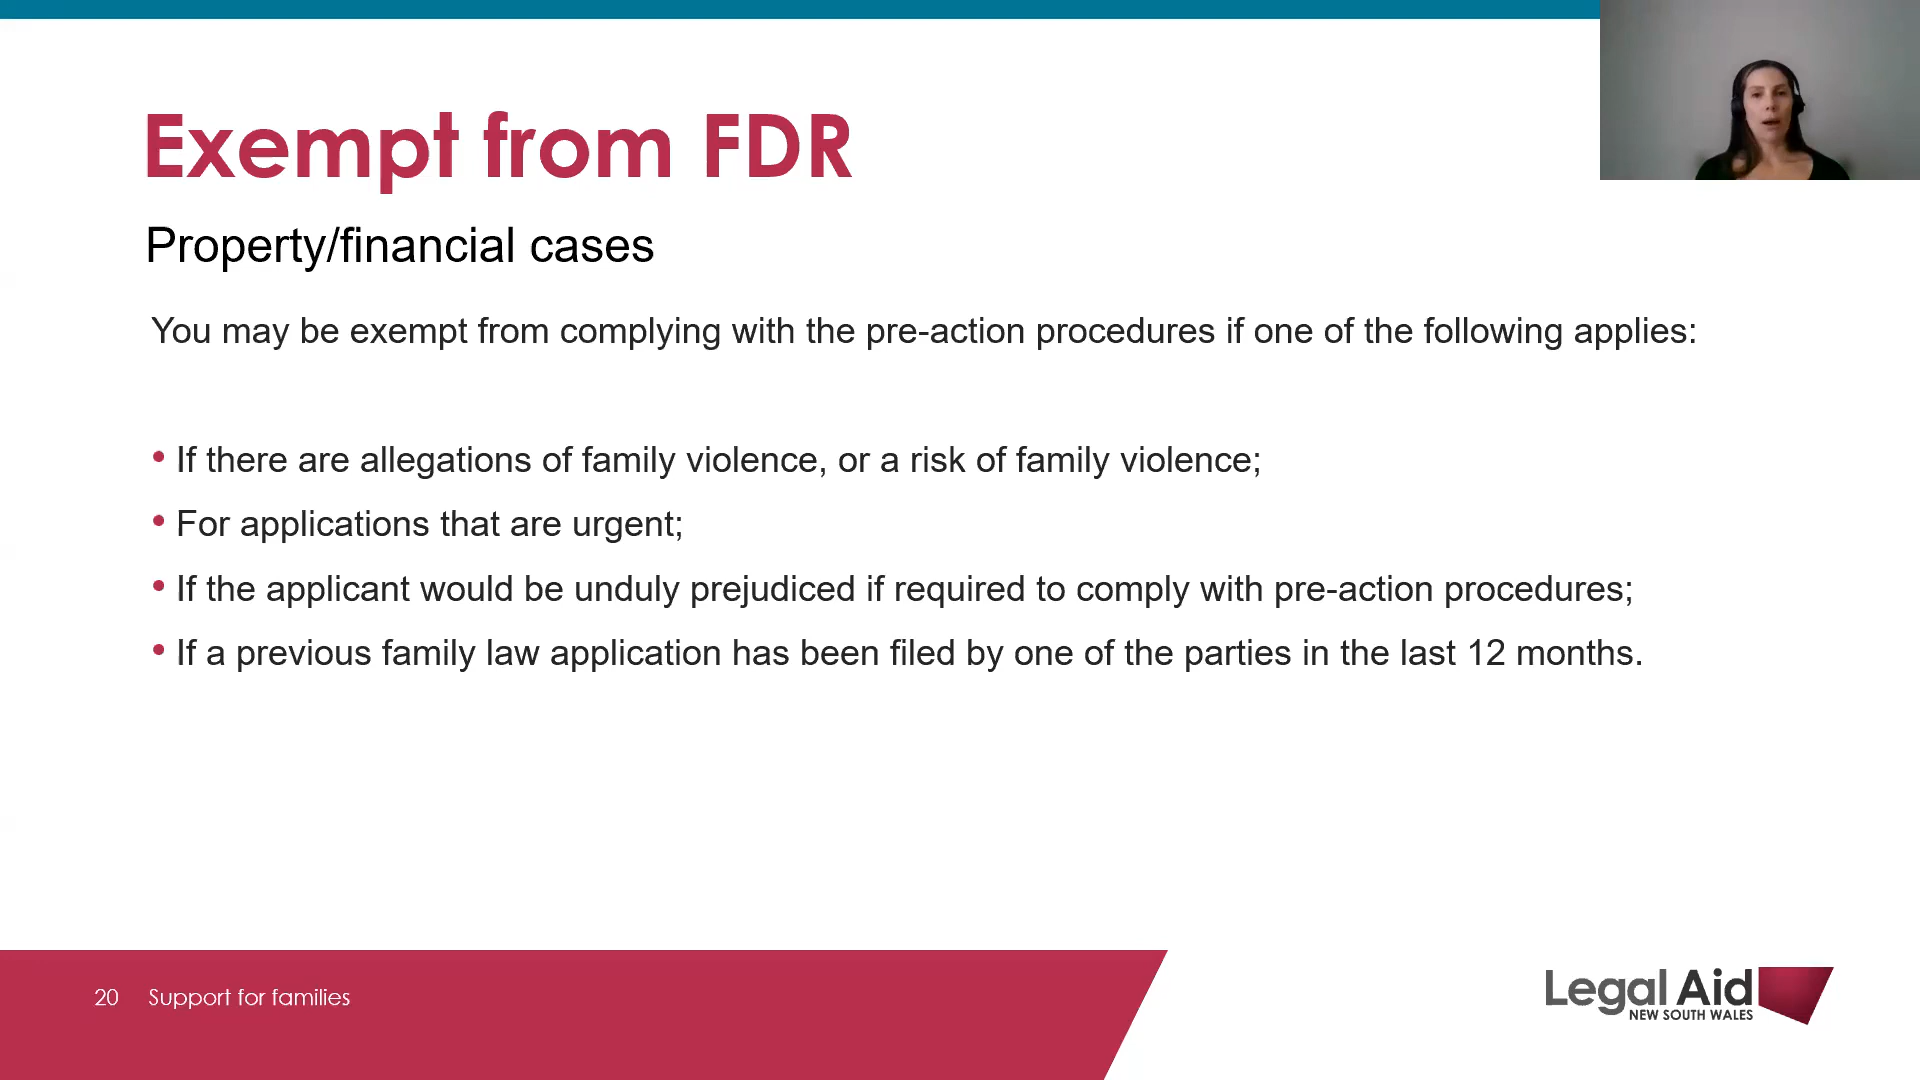 Exempt from FDR
Property/financial cases
You may be exempt from complying with the pre-action procedures if one of the following applies:
• If there are allegations of family violence, or a risk of family violence;
• For applications that are urgent;
• If the applicant would be unduly prejudiced if required to comply with pre-action procedures;
• If a previous family law application has been filed by one of the parties in the last 12 months.
20 Support for families
Legal Aid
NEW SOUTH WALES